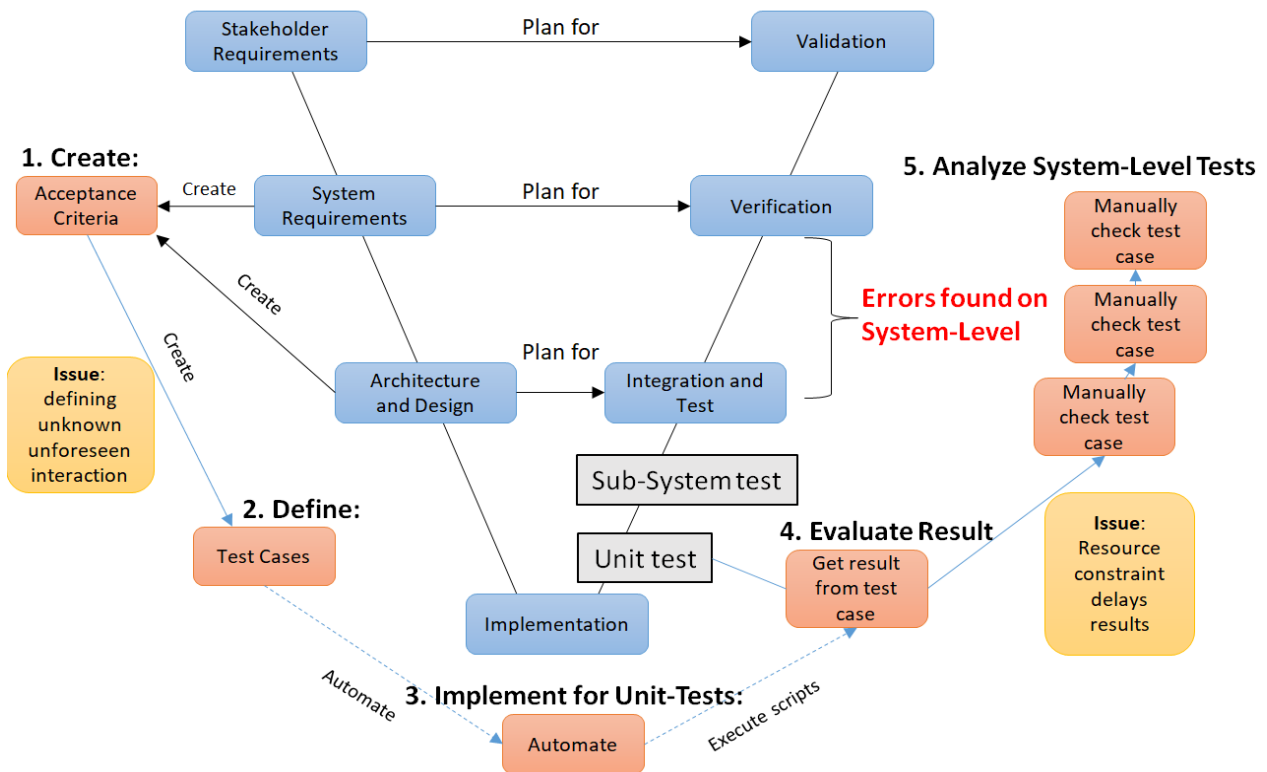 Stakeholder
Requirements
Plan for
Validation
1. Create:
Acceptance
Criteria
Create
System
Requirements
Plan for
Verification
5. Analyze System-Level Tests
Manually
check test
case
Manually
check test
case
Manually
check test
case
Errors found on
System-Level
Create
Create
Issue:
defining
unknown
unforeseen
interaction
Architecture
and Design
Plan for
Integration and
Test
Sub-System test
Unit test
2. Define:
Test Cases
4. Evaluate Result
Get result
from test
case
Issue:
Resource
constraint
delays
results
Implementation
Automate
3. Implement for Unit-Tests:
Automate
Execute scripts